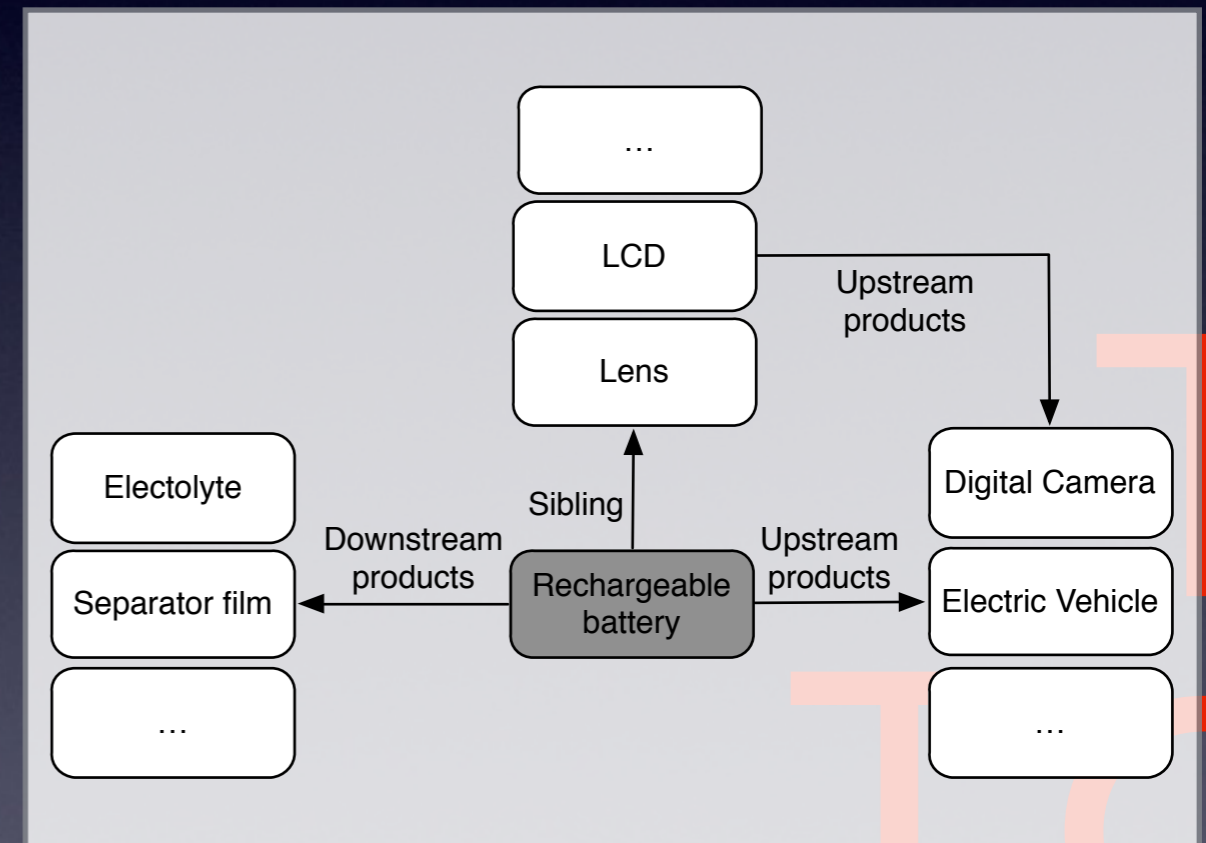 …
LCD
Upstream
products
Lens
Electolyte
Digital Camera
Sibling
Downstream
products
Upstream
products
Separator film
Rechargeable
battery
Electric Vehicle
…
…